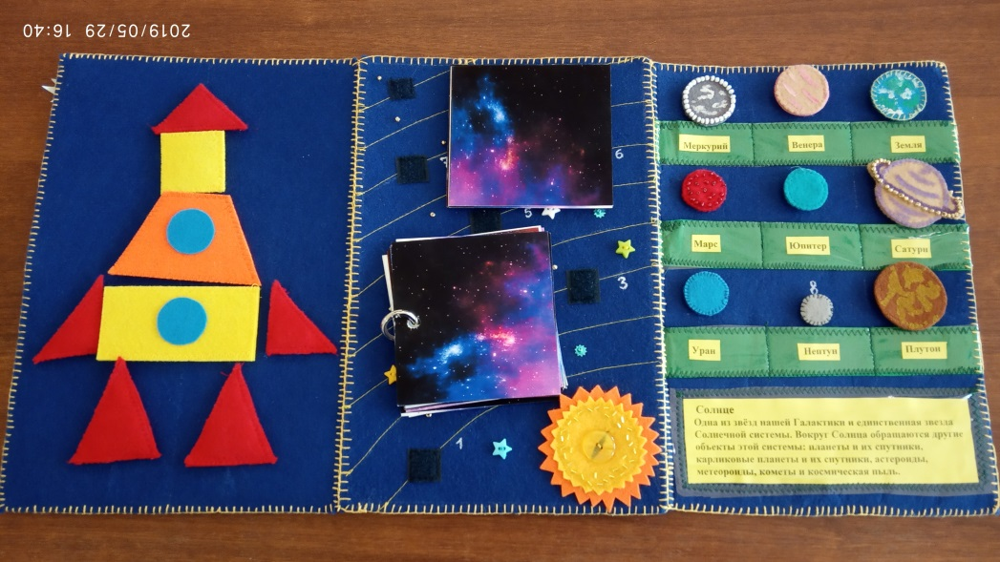 2019/05/29 16:40
6
5
3
1
Меркурий
Венера
Земля
Марс
Юпитер
Сатурн
Уран
Нептун
Плутон
Солнце
Одна из звёзд нашей Галактики и единственная звезда
Солнечной системы. Вокруг Солнца обращаются другие
объекты этой системы: планеты и их спутники,
карликовые планеты и их спутники, астероиды,
метеороиды, кометы и космическая пыль.